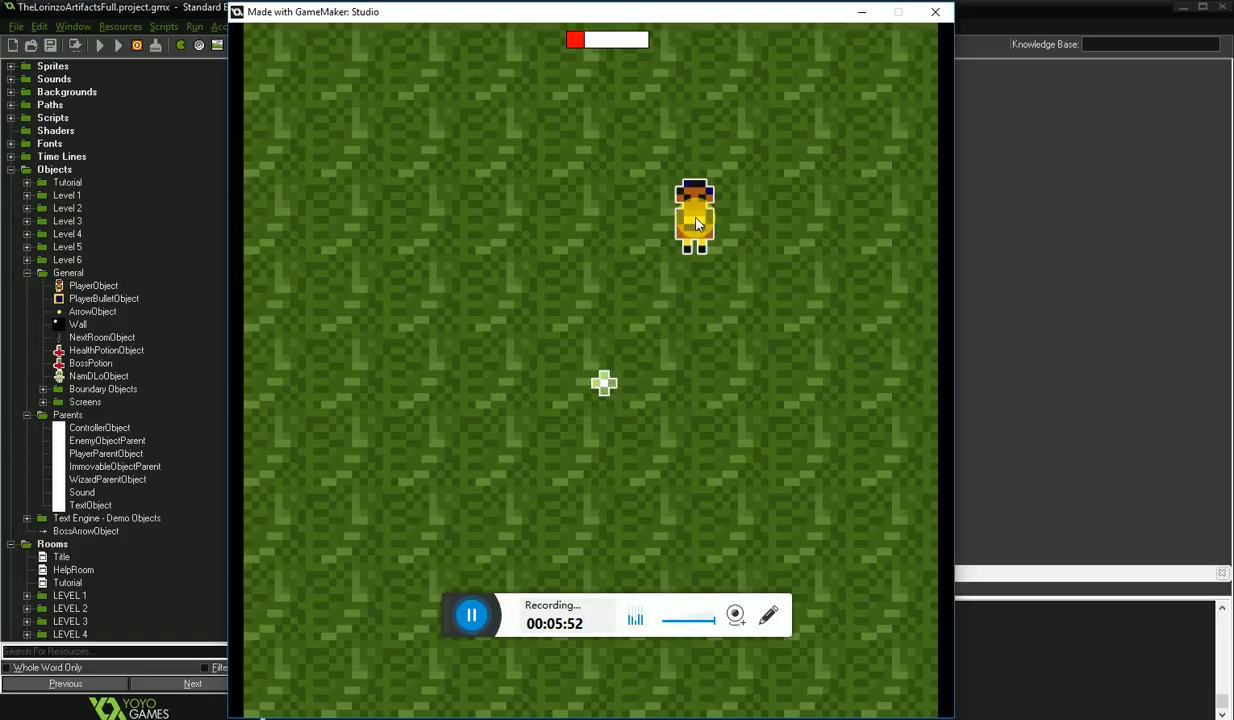 TheLorinzoArtifactsFull.project.gmx - Standard E
Made with GameMaker: Studio
File Edit Window Resources Scripts Run
Knowledge Base:
Sprites
Sounds
Backgrounds
Paths
Scripts
Shaders
Fonts
Time Lines
Objects
Tutorial
Level 1
Level 2
Level 3
Level 4
Level 5
Level 6
General
PlayerObject
PlayerBulletObject
ArrowObject
Wall
NextRoomObject
HealthPotionObject
BossPotion
NamDLoObject
Boundary Objects
Screens
Parents
ControllerObject
EnemyObjectParent
PlayerParentObject
ImmovableObjectParent
WizardParentObject
Sound
TextObject
Text Engine - Demo Objects
BossArrowObject
Rooms
Title
HelpRoom
Tutorial
LEVEL 1
LEVEL 2
LEVEL 3
LEVEL 4
Search For Resources
Whole Word Only Filte
Previous Next
YOYO
GAMES
Recording...
00:05:52